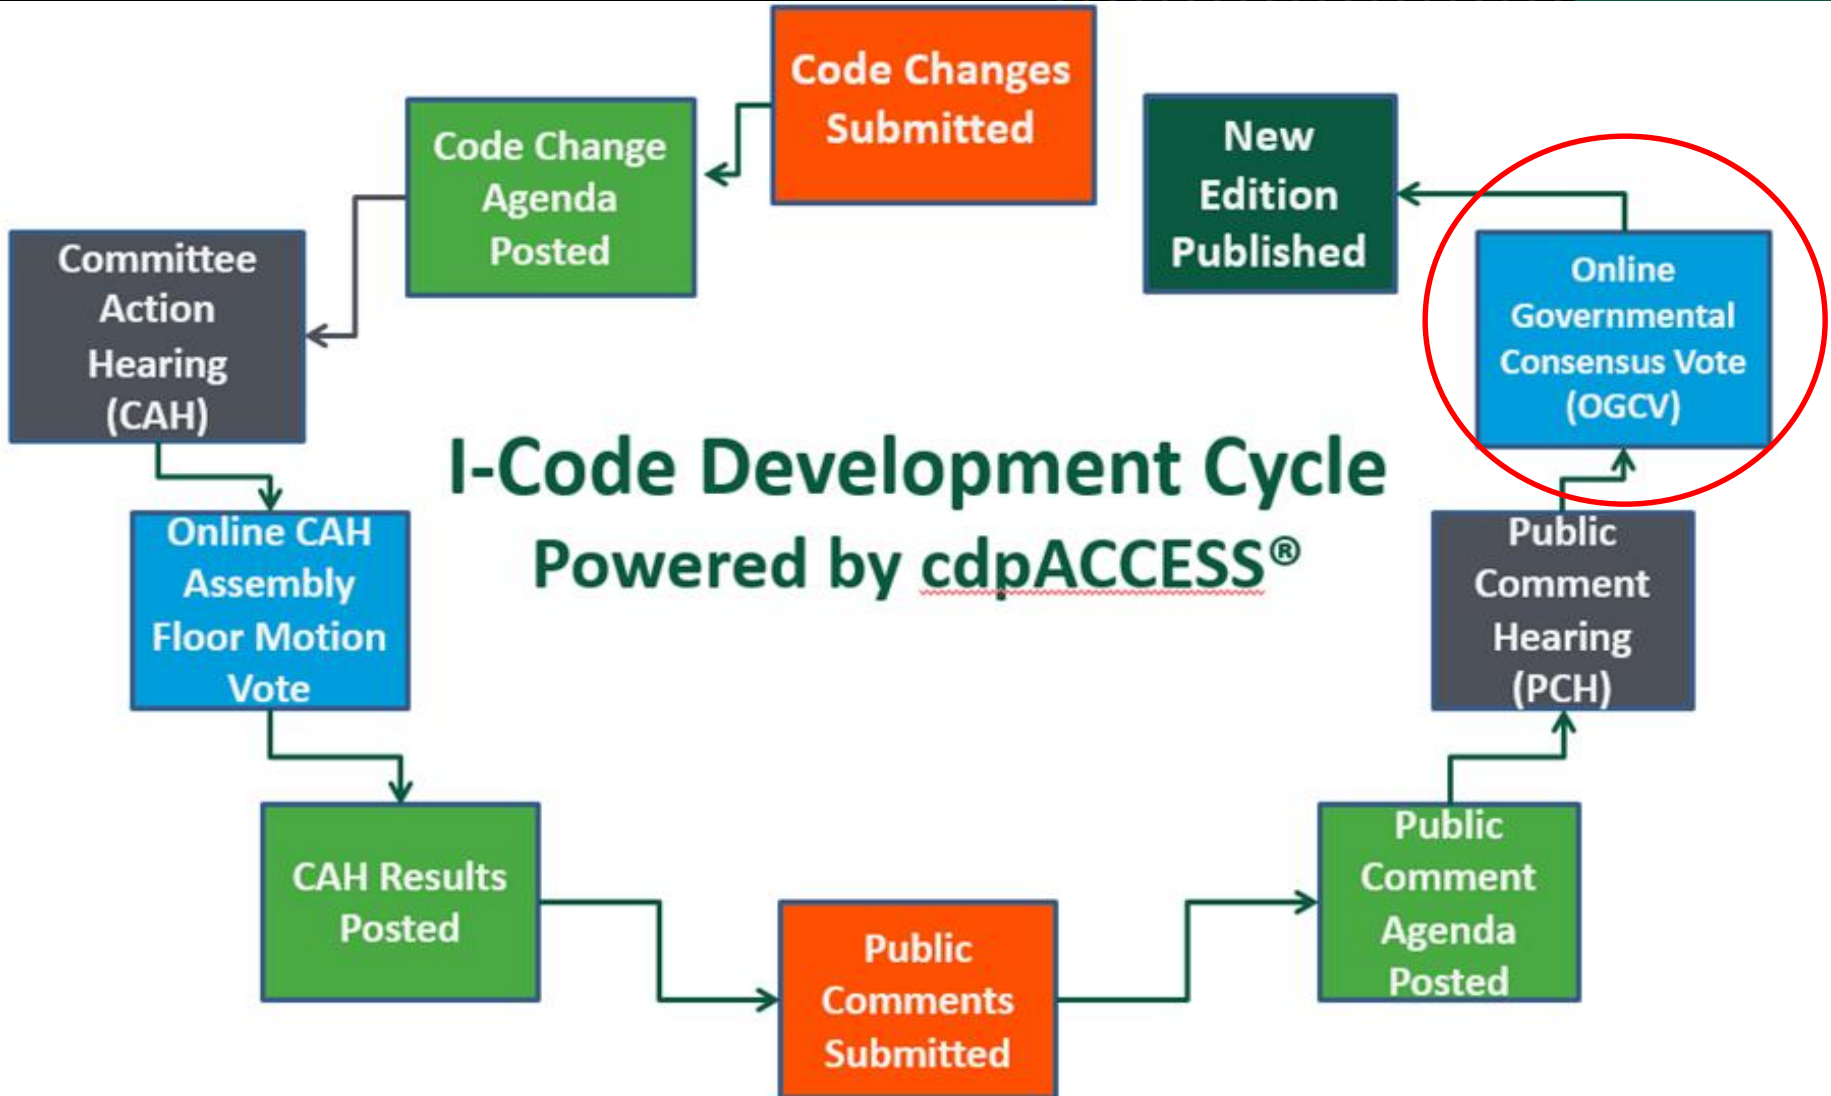 Code Changes
Submitted
Code Change
Agenda
Posted
Committee
Action
Hearing
(CAH)
Online CAH
Assembly
Floor Motion
Vote
CAH Results
Posted
Public
Comments
Submitted
Public
Comment
Agenda
Posted
Public
Comment
Hearing
(PCH)
Online
Governmental
Consensus Vote
(OGCV)
New
Edition
Published
I-Code Development Cycle
Powered by cdpACCESS®